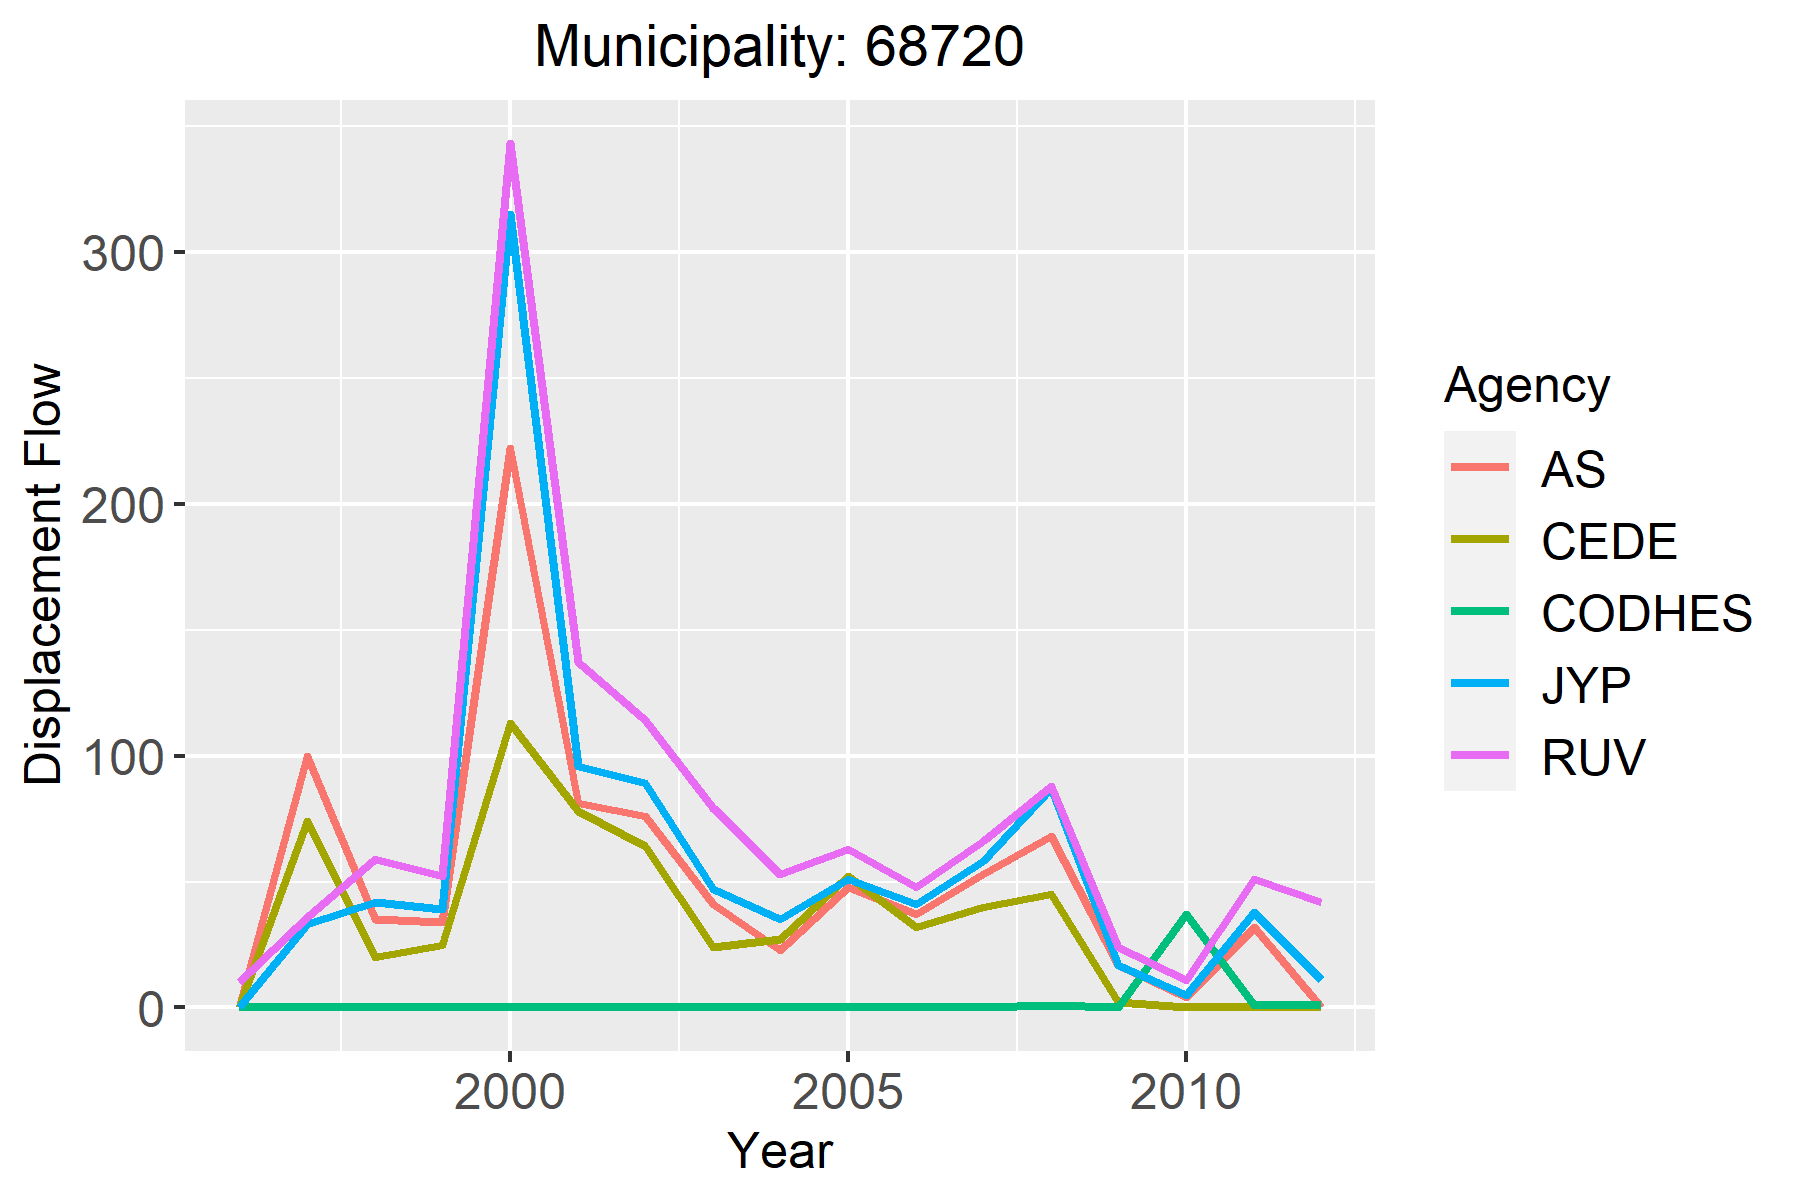 Municipality: 68720
Displacement Flow
300
200
100
0
2000 2005 2010
Year
Agency
AS
CEDE
CODHES
JYP
RUV